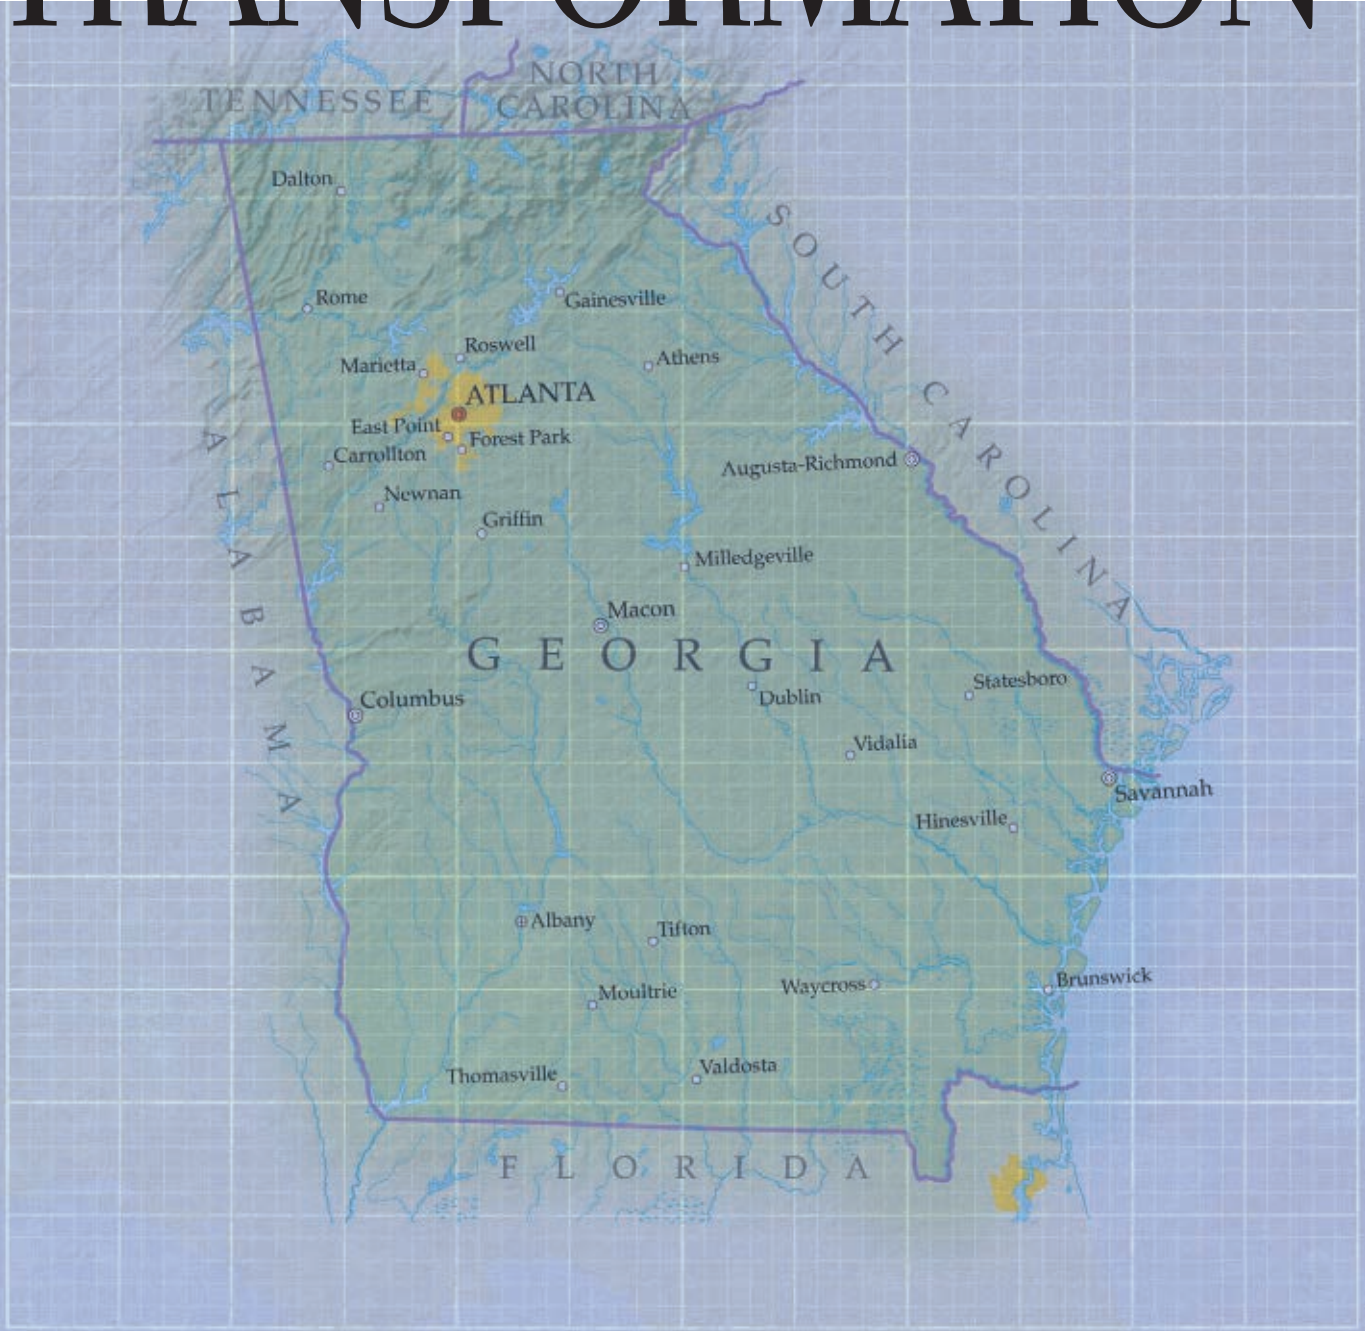 TRANSFORMATION
NORTH
TENNESSEE
CAROLINA
Dalton
SOUTH CAROLINA
Rome
Gainesville
Roswell
Marietta
Athens
ATLANTA
East Point
Forest Park
Carrollton
Augusta-Richmond
ALABAMA
Newnan
Griffin
Milledgeville
Macon
GEORGIA
Statesboro
Dublin
Columbus
Vidalia
Savannah
Hinesville
Albany
Tifton
Brunswick
Waycross
Moultrie
Valdosta
Thomasville
FLORIDA